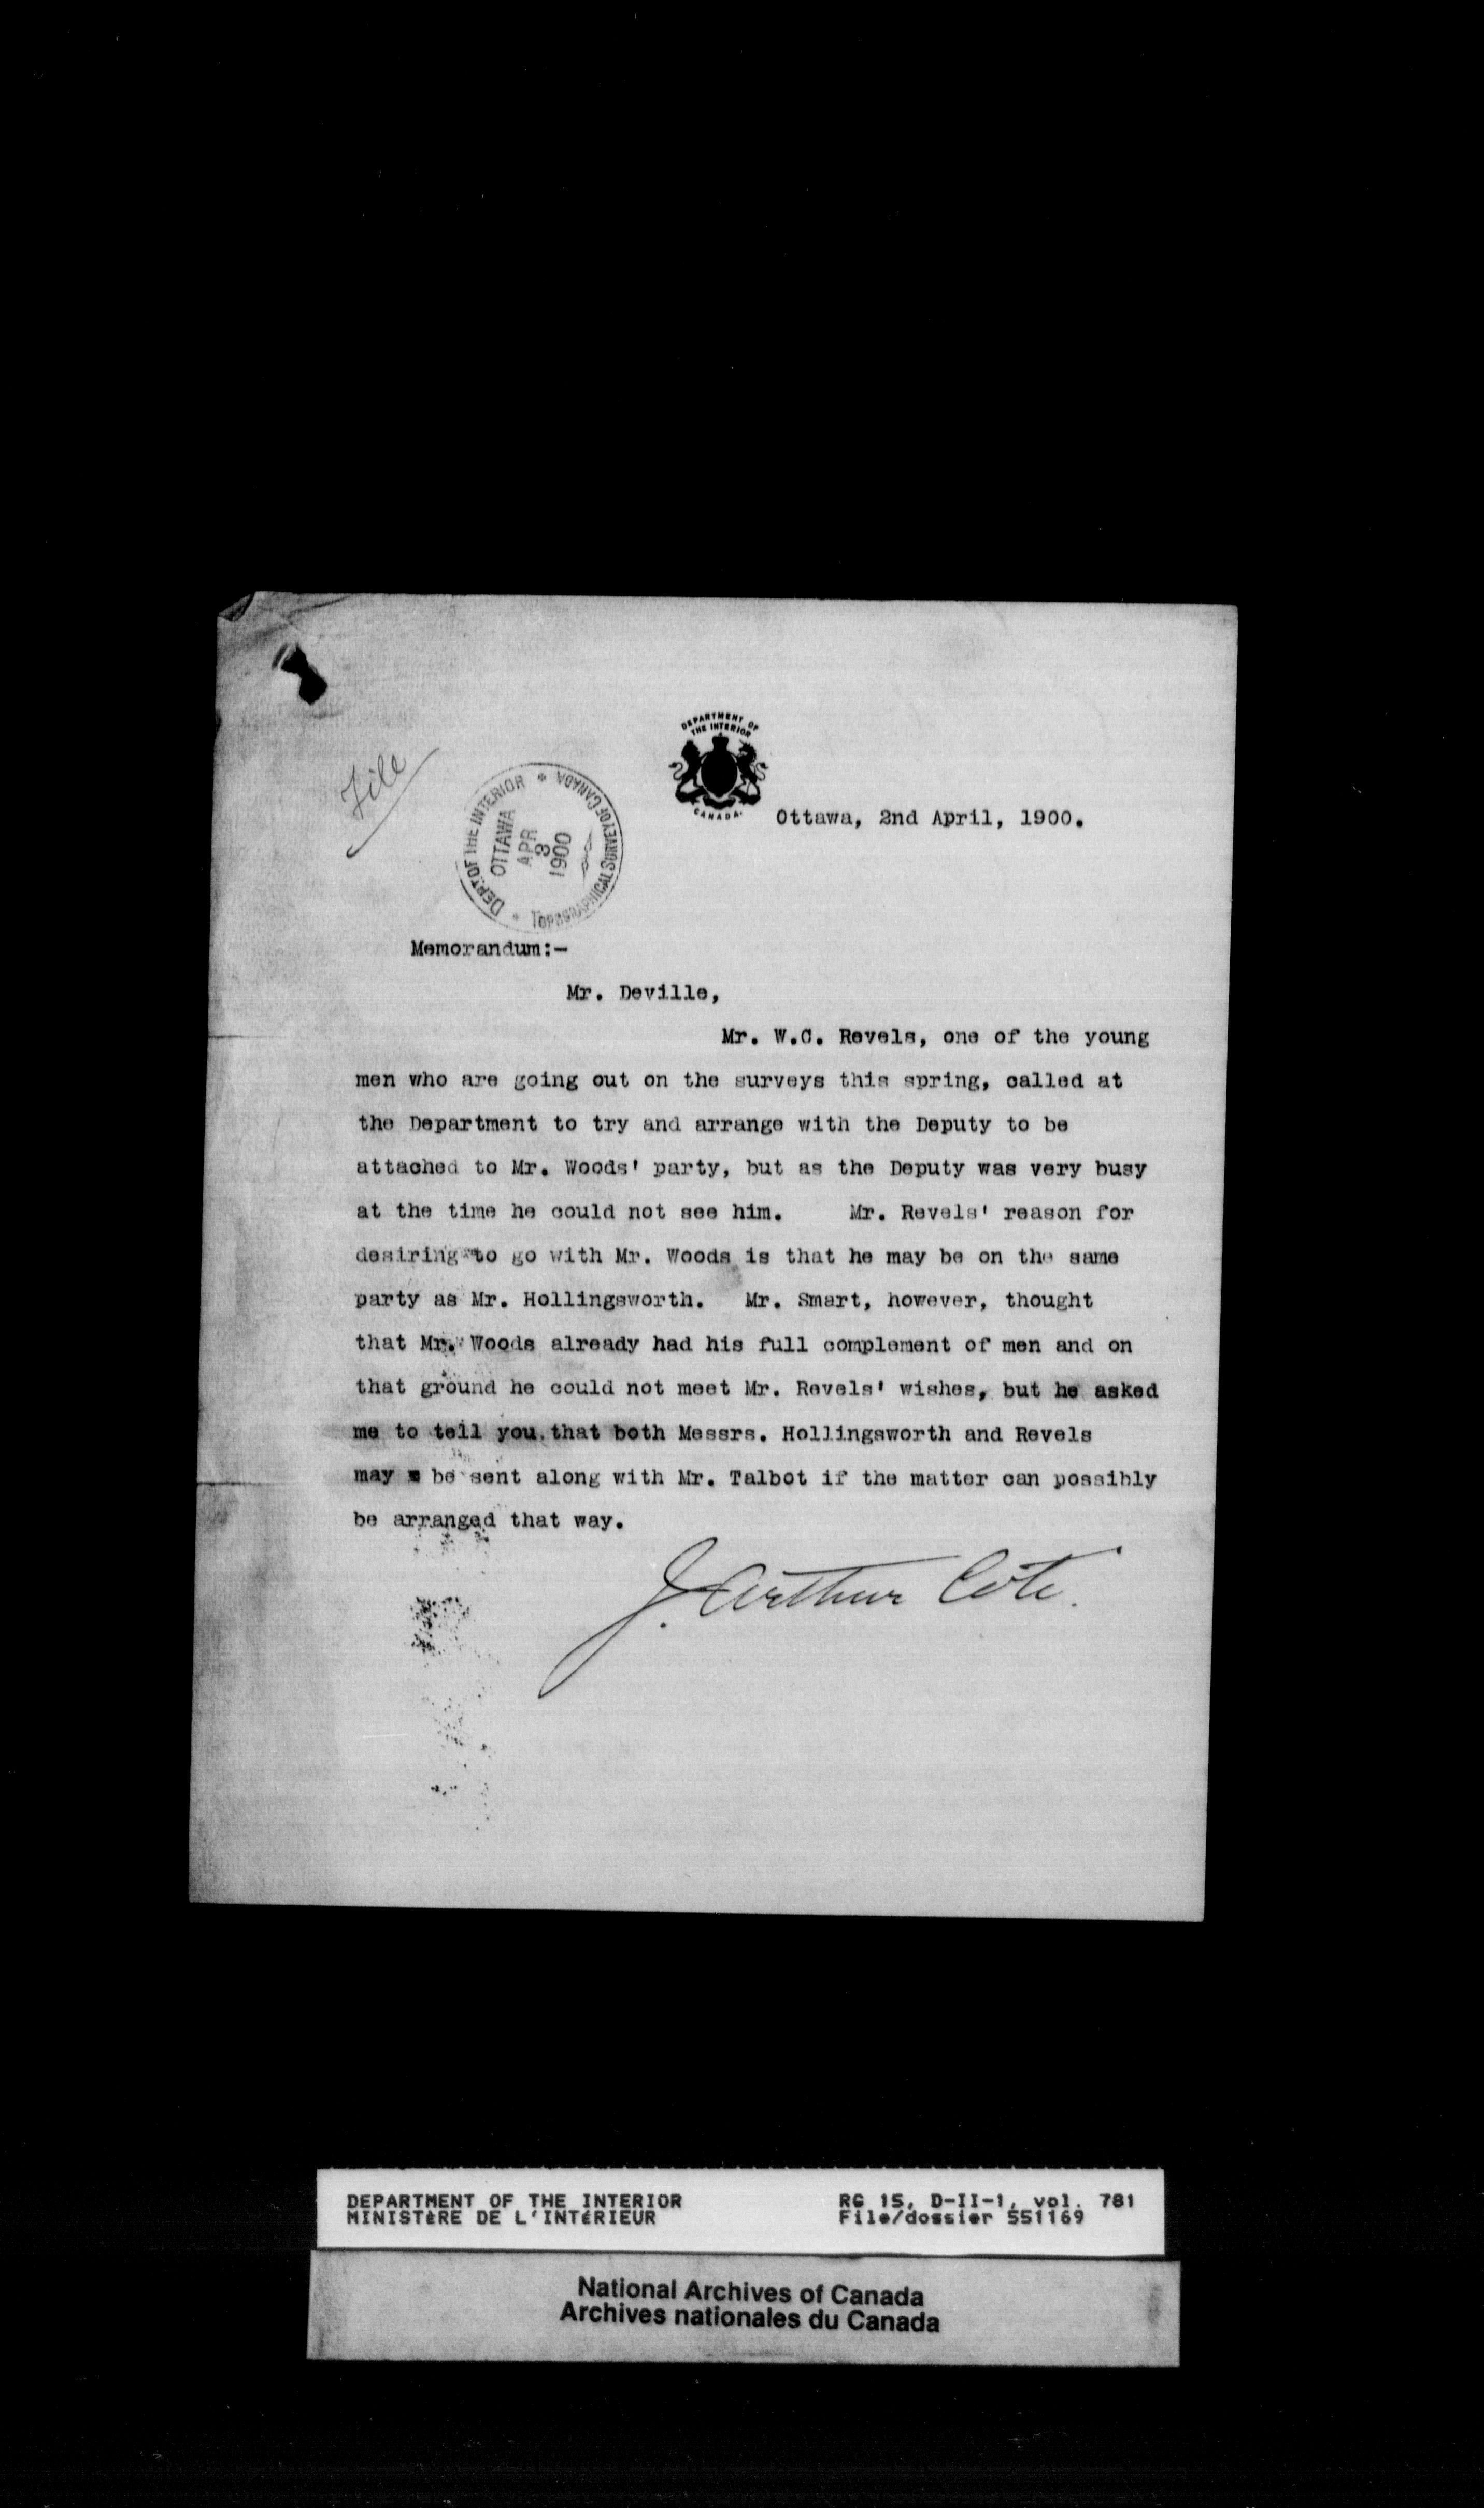 DEPARTMENT OF
THE INTERIOR
CANADA.
File
DEPT. OF THE INTERIOR * TOPOGRAPHICAL SURVEY OF CANADA *
OTTAWA
APR
3
1900
Ottawa, 2nd April, 1900.
Memorandum:-
Mr. Deville,
Mr. W.C. Revels, one of the young
men who are going out on the surveys this spring, called at
the Department to try and arrange with the Deputy to be
attached to Mr. Woods' party, but as the Deputy was very busy
at the time he could not see him. Mr. Revels' reason for
desiring to go with Mr. Woods is that he may be on the same
party as Mr. Hollingsworth. Mr. Smart, however, thought
that Mr. Woods already had his full complement of men and on
that ground he could not meet Mr. Revels' wishes, but he asked
me to tell you that both Messrs. Hollingsworth and Revels
may be sent along with Mr. Talbot if the matter can possibly
be arranged that way.
J. Arthur Coté.
DEPARTMENT OF THE INTERIOR
MINISTÈRE DE L'INTÉRIEUR
RG 15, D-II-1, vol. 781
File/dossier 551169
National Archives of Canada
Archives nationales du Canada